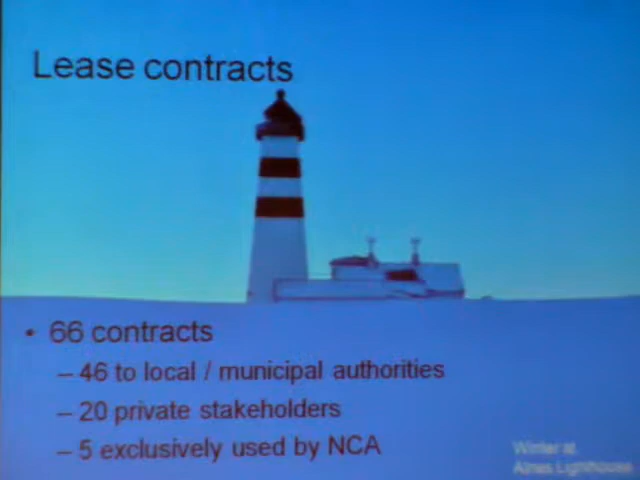 Lease contracts
• 66 contracts
– 46 to local / municipal authorities
– 20 private stakeholders
– 5 exclusively used by NCA
Winter at
Alnes Lighthouse